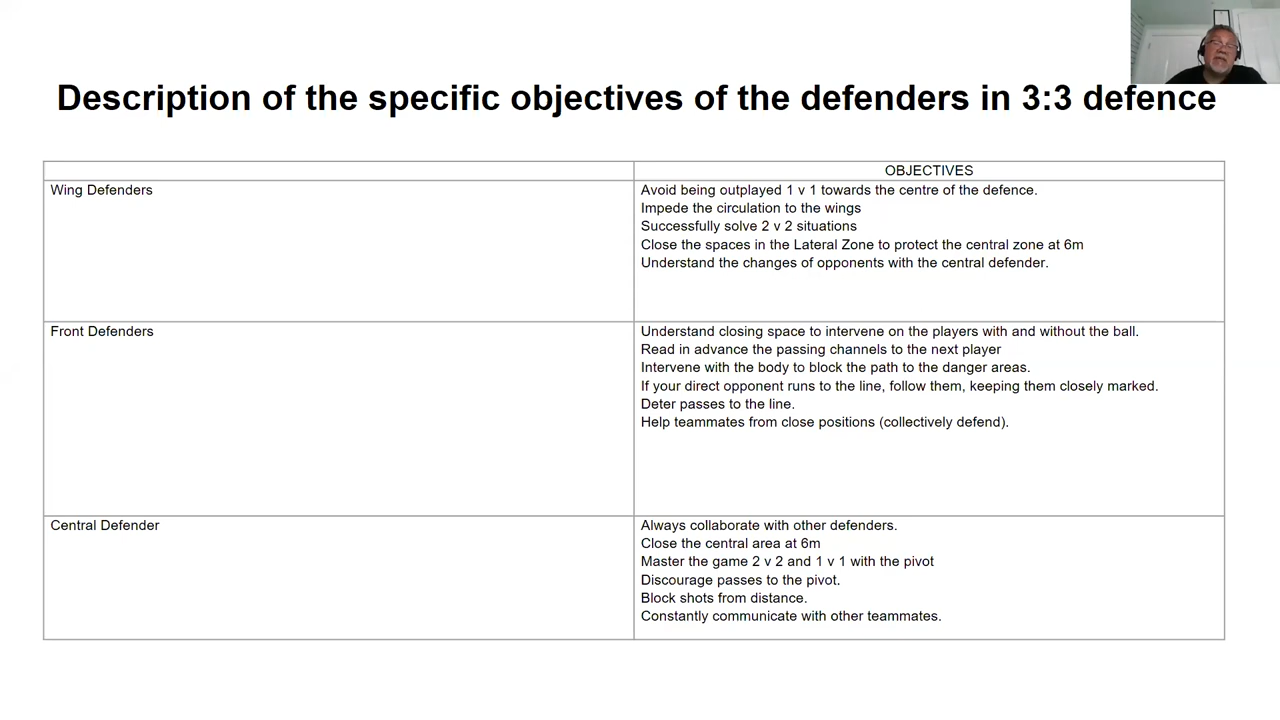 Description of the specific objectives of the defenders in 3:3 defence
OBJECTIVES
Wing Defenders
Avoid being outplayed 1 v 1 towards the centre of the defence.
Impede the circulation to the wings
Successfully solve 2 v 2 situations
Close the spaces in the Lateral Zone to protect the central zone at 6m
Understand the changes of opponents with the central defender.
Front Defenders
Understand closing space to intervene on the players with and without the ball.
Read in advance the passing channels to the next player
Intervene with the body to block the path to the danger areas.
If your direct opponent runs to the line, follow them, keeping them closely marked.
Deter passes to the line.
Help teammates from close positions (collectively defend).
Central Defender
Always collaborate with other defenders.
Close the central area at 6m
Master the game 2 v 2 and 1 v 1 with the pivot
Discourage passes to the pivot.
Block shots from distance.
Constantly communicate with other teammates.